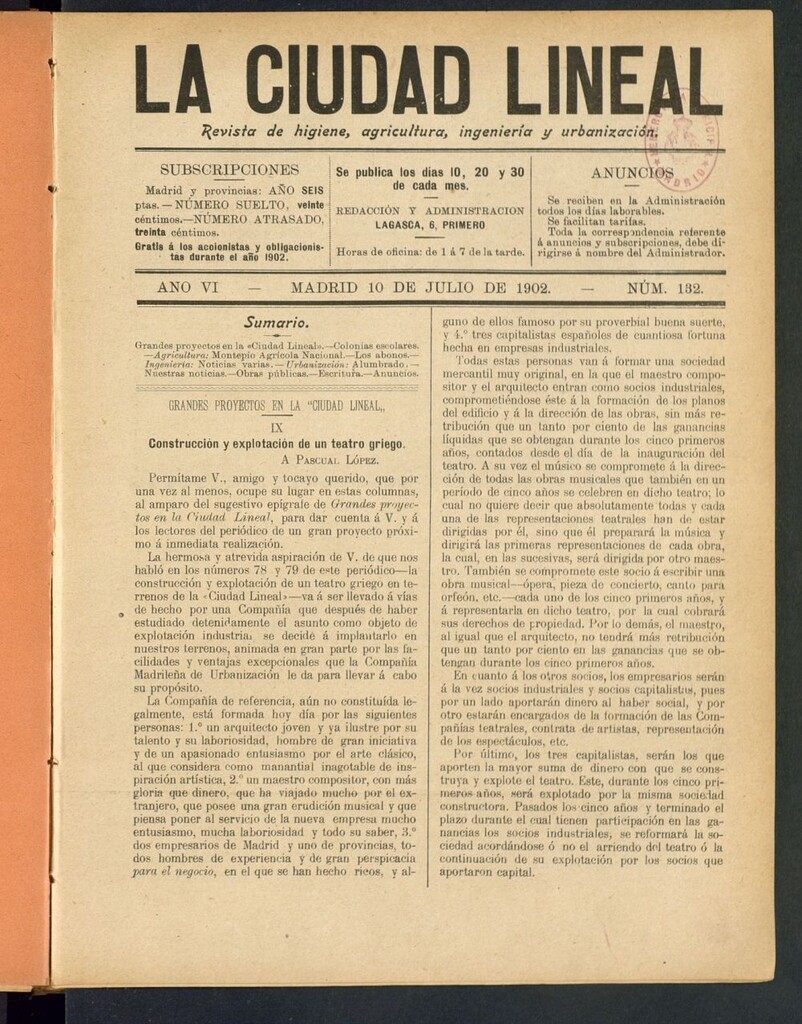 LA CIUDAD LINEAL
Revista de higiene, agricultura, ingeniería y urbanización.
SUBSCRIPCIONES
Madrid y provincias: AÑO SEIS
ptas.—NÚMERO SUELTO, veinte
céntimos.—NÚMERO ATRASADO,
treinta céntimos.
Gratis á los accionistas y obligacionis-
tas durante el año 1902.
Se publica los dias 10, 20 y 30
de cada mes.
REDACCIÓN Y ADMINISTRACION
LAGASCA, 6, PRIMERO
Horas de oficina: de 1 á 7 de la tarde.
ANUNCIOS
Se reciben en la Administración
todos los días laborables.
Se facilitan tarifas.
Toda la correspondencia referente
á anuncios y subscripciones, debe di-
rigirse á nombre del Administrador.
AÑO VI — MADRID 10 DE JULIO DE 1902. — NÚM. 132.
Sumario.
Grandes proyectos en la «Ciudad Lineal».—Colonias escolares.
—Agricultura: Montepio Agrícola Nacional.—Los abonos.—
Ingeniería: Noticias varias.—Urbanización: Alumbrado.—
Nuestras noticias.—Obras públicas.—Escritura.—Anuncios.
GRANDES PROYECTOS EN LA "CIUDAD LINEAL„
IX
Construcción y explotación de un teatro griego.
A PASCUAL LÓPEZ.
Permítame V., amigo y tocayo querido, que por
una vez al menos, ocupe su lugar en estas columnas,
al amparo del sugestivo epígrafe de Grandes proyec-
tos en la Ciudad Lineal, para dar cuenta á V. y á
los lectores del periódico de un gran proyecto próxi-
mo á inmediata realización.
La hermosa y atrevida aspiración de V. de que nos
habló en los números 78 y 79 de este periódico—la
construcción y explotación de un teatro griego en te-
rrenos de la «Ciudad Lineal»—va á ser llevado á vías
de hecho por una Compañía que después de haber
estudiado detenidamente el asunto como objeto de
explotación industria, se decide á implantarlo en
nuestros terrenos, animada en gran parte por las fa-
cilidades y ventajas excepcionales que la Compañía
Madrileña de Urbanización le da para llevar á cabo
su propósito.
La Compañía de referencia, aún no constituída le-
galmente, está formada hoy día por las siguientes
personas: 1.° un arquitecto joven y ya ilustre por su
talento y su laboriosidad, hombre de gran iniciativa
y de un apasionado entusiasmo por el arte clásico,
al que considera como manantial inagotable de ins-
piración artística, 2.° un maestro compositor, con más
gloria que dinero, que ha viajado mucho por el ex-
tranjero, que posee una gran erudición musical y que
piensa poner al servicio de la nueva empresa mucho
entusiasmo, mucha laboriosidad y todo su saber, 3.°
dos empresarios de Madrid y uno de provincias, to-
dos hombres de experiencia y de gran perspicacia
para el negocio, en el que se han hecho ricos, y al-
guno de ellos famoso por su proverbial buena suerte,
y 4.° tres capitalistas españoles de cuantiosa fortuna
hecha en empresas industriales.
Todas estas personas van á formar una sociedad
mercantil muy original, en la que el maestro compo-
sitor y el arquitecto entran como socios industriales,
comprometiéndose éste á la formación de los planos
del edificio y á la dirección de las obras, sin más re-
tribución que un tanto por ciento de las ganancias
líquidas que se obtengan durante los cinco primeros
años, contados desde el día de la inauguración del
teatro. A su vez el músico se compromete á la direc-
ción de todas las obras musicales que también en un
período de cinco años se celebren en dicho teatro; lo
cual no quiere decir que absolutamente todas y cada
una de las representaciones teatrales han de estar
dirigidas por él, sino que él preparará la música y
dirigirá las primeras representaciones de cada obra,
la cual, en las sucesivas, será dirigida por otro maes-
tro. También se compromete este socio á escribir una
obra musical—ópera, pieza de concierto, canto para
orfeón, etc.—cada uno de los cinco primeros años, y
á representarla en dicho teatro, por la cual cobrará
sus derechos de propiedad. Por lo demás, el maestro,
al igual que el arquitecto, no tendrá más retribución
que un tanto por ciento en las ganancias que se ob-
tengan durante los cinco primeros años.
En cuanto á los otros socios, los empresarios serán
á la vez socios industriales y socios capitalistas, pues
por un lado aportarán dinero al haber social, y por
otro estarán encargados de la formación de las Com-
pañías teatrales, contrata de artistas, representación
de los espectáculos, etc.
Por último, los tres capitalistas, serán los que
aporten la mayor suma de dinero con que se cons-
truya y explote el teatro. Este, durante los cinco pri-
meros años, será explotado por la misma sociedad
constructora. Pasados los cinco años y terminado el
plazo durante el cual tienen participación en las ga-
nancias los socios industriales, se reformará la so-
ciedad acordándose ó no el arriendo del teatro ó la
continuación de su explotación por los socios que
aportaron capital.